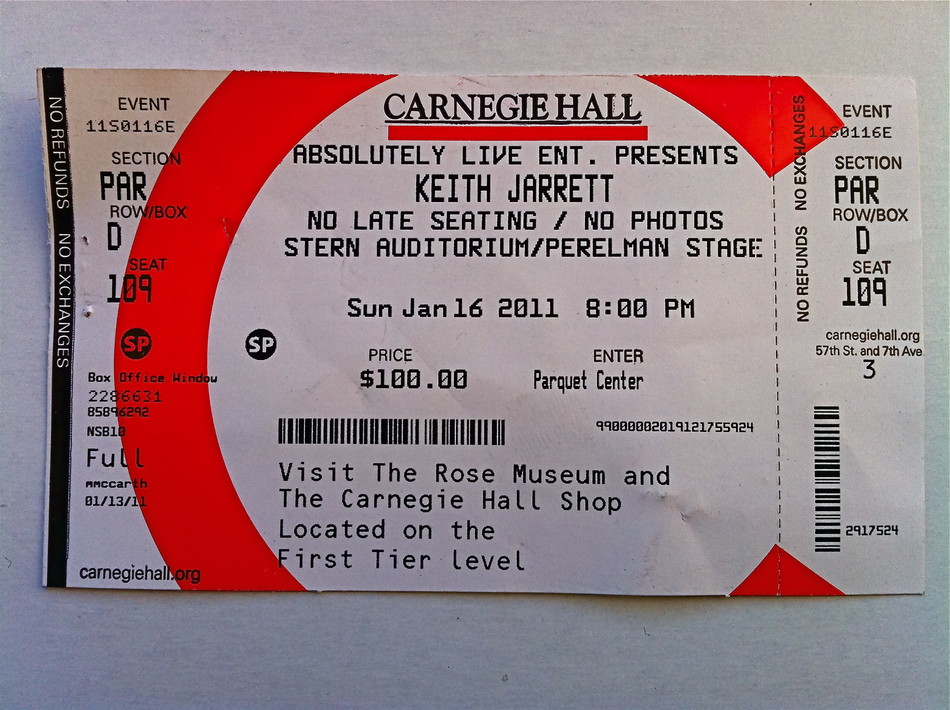 NO REFUNDS NO EXCHANGES
EVENT
11S0116E
SECTION
PAR
ROW/BOX
D
SEAT
109
SP
Box Office Window
2286631
B5896292
NSB10
Full
mmccarth
01/13/11
carnegiehall.org
CARNEGIE HALL
ABSOLUTELY LIVE ENT. PRESENTS
KEITH JARRETT
NO LATE SEATING / NO PHOTOS
STERN AUDITORIUM/PERELMAN STAGE
Sun Jan 16 2011 8:00 PM
SP
PRICE
$100.00
ENTER
Parquet Center
99000002019121755924
Visit The Rose Museum and
The Carnegie Hall Shop
Located on the
First Tier level
NO REFUNDS NO EXCHANGES
EVENT
11S0116E
SECTION
PAR
ROW/BOX
D
SEAT
109
carnegiehall.org
57th St. and 7th Ave
3
2917524